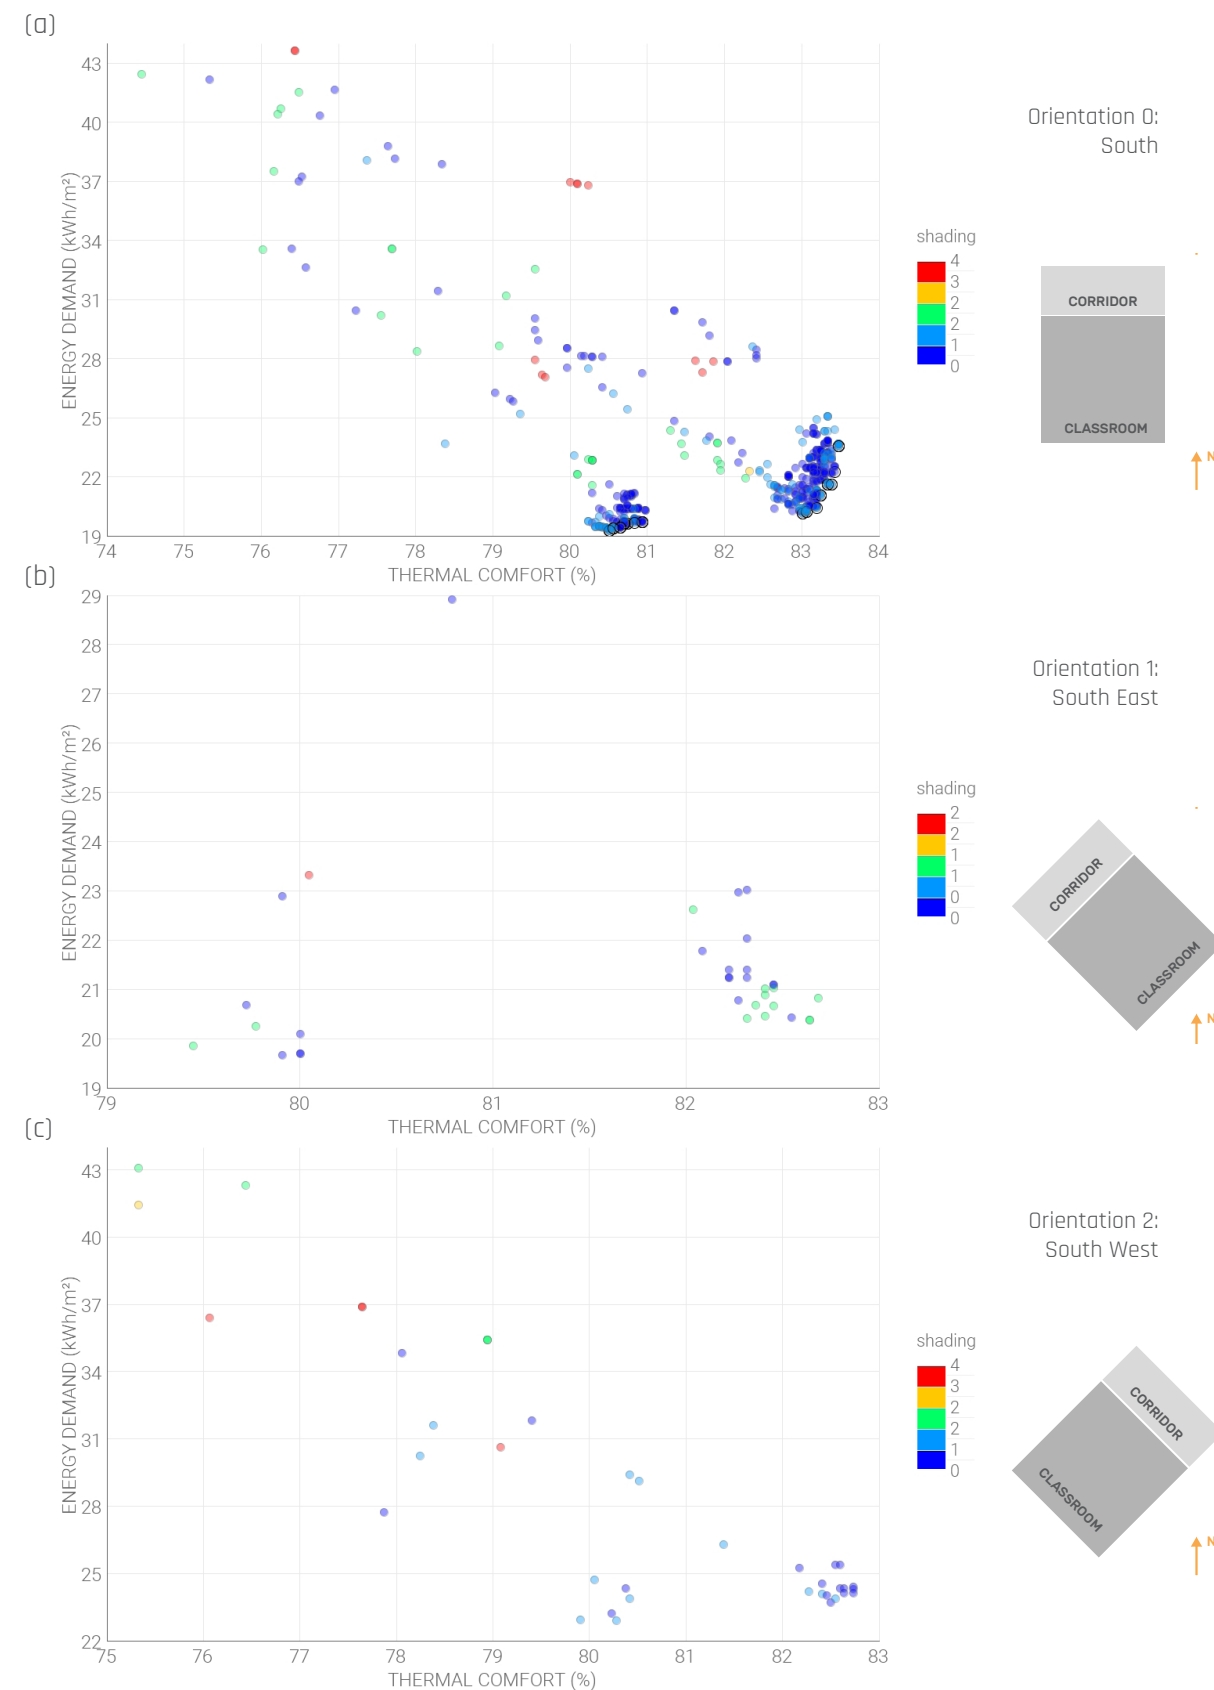 (a)
43
40
37
34
31
28
25
22
19
ENERGY DEMAND (kWh/m²)
74 75 76 77 78 79 80 81 82 83 84
THERMAL COMFORT (%)
Orientation 0:
South
shading
4
3
2
2
1
0
CORRIDOR
CLASSROOM
N
(b)
29
28
27
26
25
24
23
22
21
20
19
ENERGY DEMAND (kWh/m²)
79 80 81 82 83
THERMAL COMFORT (%)
Orientation 1:
South East
shading
2
2
1
1
0
0
CORRIDOR
CLASSROOM
N
(c)
43
40
37
34
31
28
25
22
ENERGY DEMAND (kWh/m²)
75 76 77 78 79 80 81 82 83
THERMAL COMFORT (%)
Orientation 2:
South West
shading
4
3
2
2
1
0
CORRIDOR
CLASSROOM
N